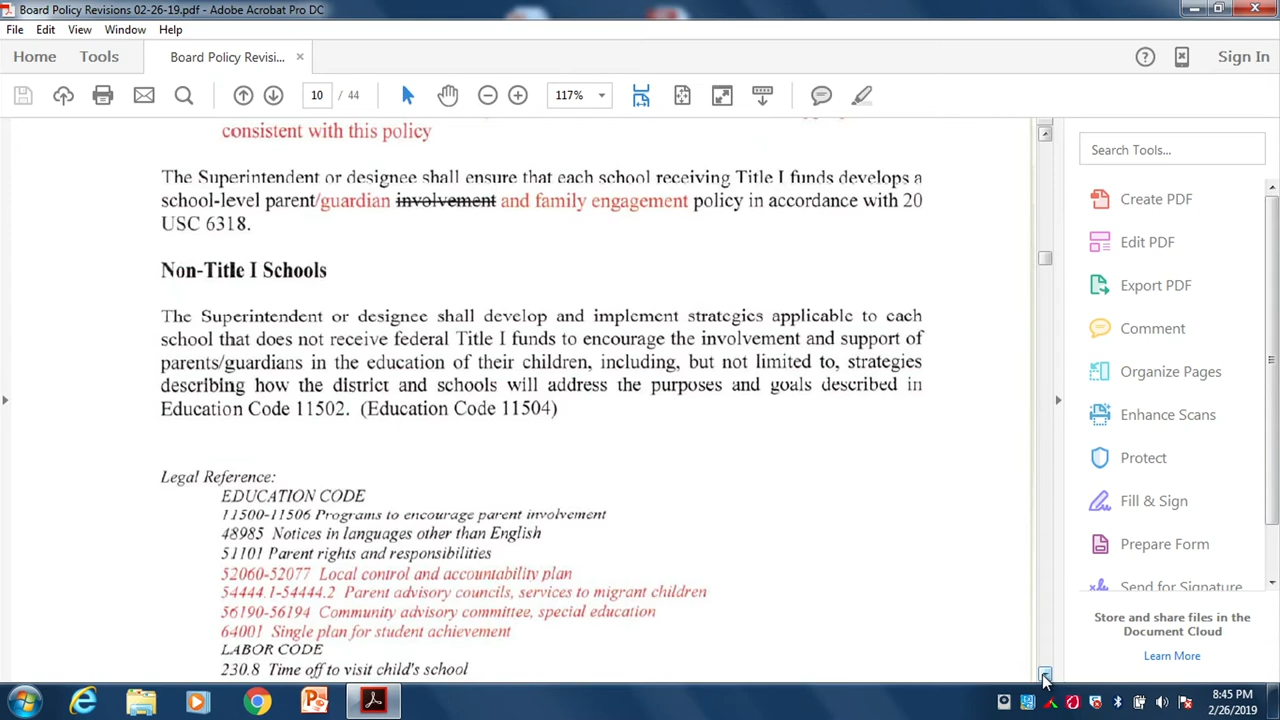 Board Policy Revisions 02-26-19.pdf - Adobe Acrobat Pro DC
File Edit View Window Help
Home Tools Board Policy Revisi... × Sign In
10 / 44 117%
consistent with this policy
The Superintendent or designee shall ensure that each school receiving Title I funds develops a
school-level parent/guardian involvement and family engagement policy in accordance with 20
USC 6318.
Non-Title I Schools
The Superintendent or designee shall develop and implement strategies applicable to each
school that does not receive federal Title I funds to encourage the involvement and support of
parents/guardians in the education of their children, including, but not limited to, strategies
describing how the district and schools will address the purposes and goals described in
Education Code 11502. (Education Code 11504)
Legal Reference:
EDUCATION CODE
11500-11506 Programs to encourage parent involvement
48985 Notices in languages other than English
51101 Parent rights and responsibilities
52060-52077 Local control and accountability plan
54444.1-54444.2 Parent advisory councils, services to migrant children
56190-56194 Community advisory committee, special education
64001 Single plan for student achievement
LABOR CODE
230.8 Time off to visit child's school
Search Tools...
Create PDF
Edit PDF
Export PDF
Comment
Organize Pages
Enhance Scans
Protect
Fill & Sign
Prepare Form
Send for Signature
Store and share files in the
Document Cloud
Learn More
8:45 PM
2/26/2019